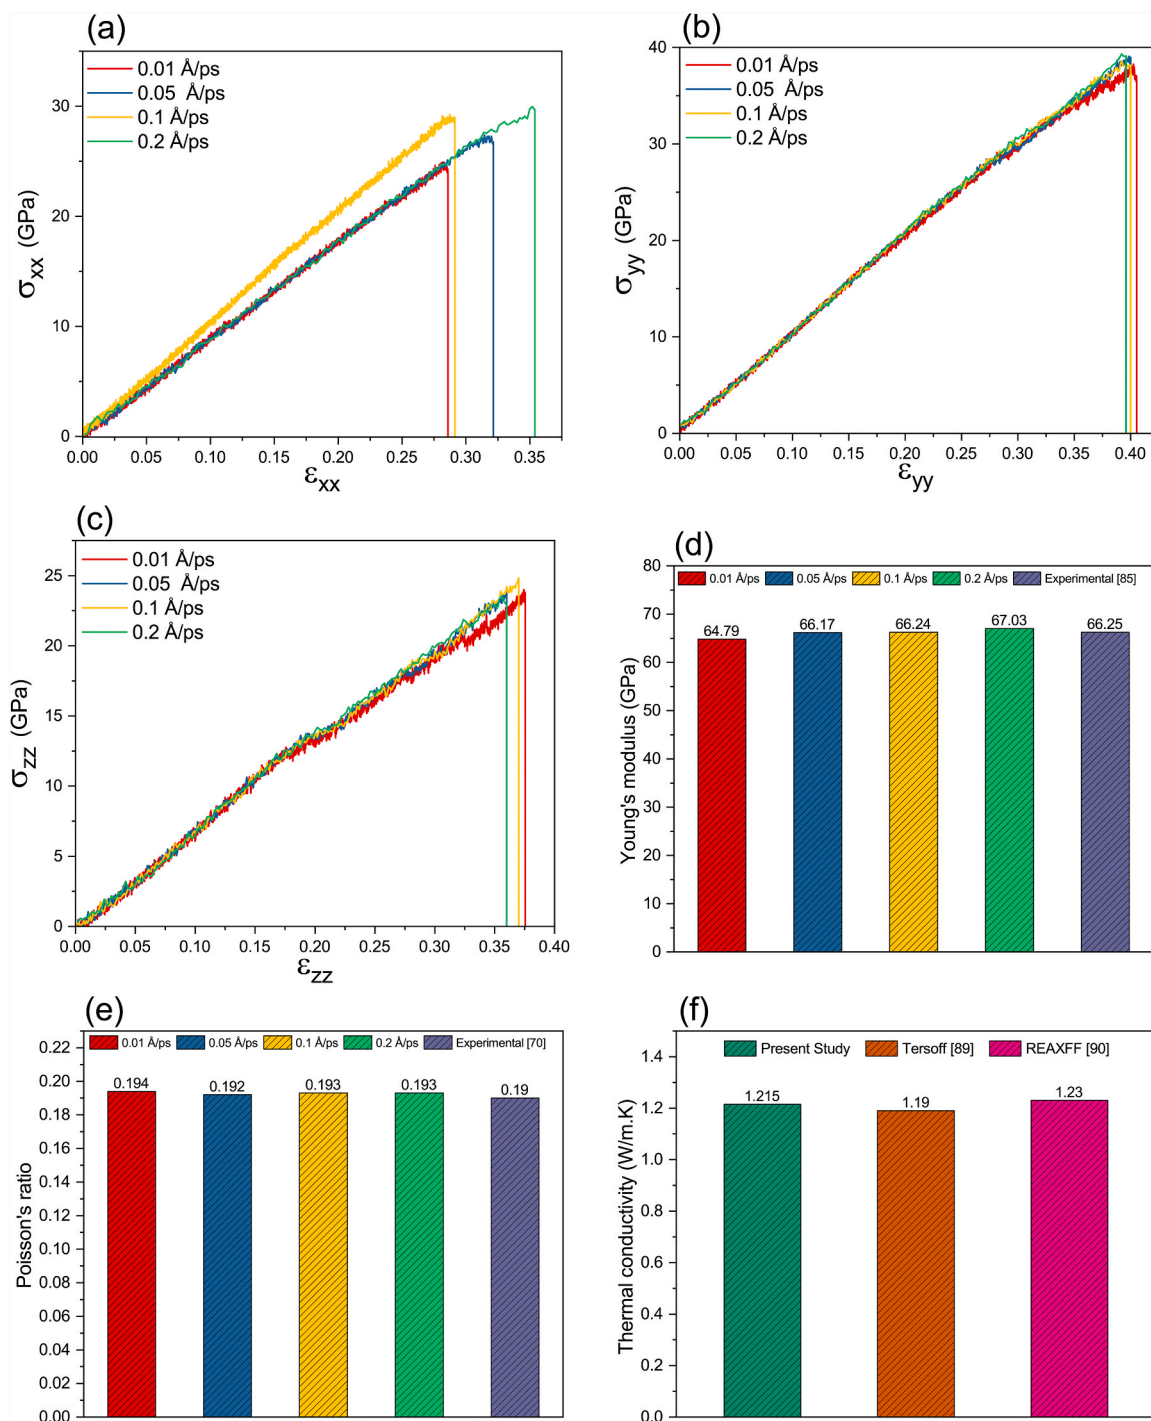 (a)
0.01 Å/ps
0.05 Å/ps
0.1 Å/ps
0.2 Å/ps
30
20
10
0
σxx (GPa)
0.00 0.05 0.10 0.15 0.20 0.25 0.30 0.35
εxx
(b)
0.01 Å/ps
0.05 Å/ps
0.1 Å/ps
0.2 Å/ps
40
30
20
10
0
σyy (GPa)
0.00 0.05 0.10 0.15 0.20 0.25 0.30 0.35 0.40
εyy
(c)
0.01 Å/ps
0.05 Å/ps
0.1 Å/ps
0.2 Å/ps
25
20
15
10
5
0
σzz (GPa)
0.00 0.05 0.10 0.15 0.20 0.25 0.30 0.35 0.40
εzz
(d)
0.01 Å/ps 0.05 Å/ps 0.1 Å/ps 0.2 Å/ps Experimental [85]
80
70
60
50
40
30
20
10
0
Young's modulus (GPa)
64.79 66.17 66.24 67.03 66.25
(e)
0.01 Å/ps 0.05 Å/ps 0.1 Å/ps 0.2 Å/ps Experimental [70]
0.22
0.20
0.18
0.16
0.14
0.12
0.10
0.08
0.06
0.04
0.02
0.00
Poisson's ratio
0.194 0.192 0.193 0.193 0.19
(f)
Present Study Tersoff [89] REAXFF [90]
1.4
1.2
1.0
0.8
0.6
0.4
0.2
0.0
Thermal conductivity (W/m.K)
1.215 1.19 1.23